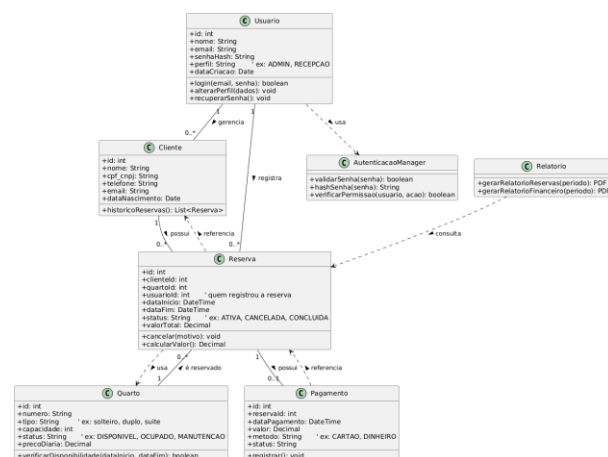 C Usuario
+id: int
+nome: String
+email: String
+senhaHash: String
+perfil: String ' ex: ADMIN, RECEPCAO
+dataCriacao: Date
+login(email, senha): boolean
+alterarPerfil(dados): void
+recuperarSenha(): void
1 1
gerencia
usa
0..*
C Cliente
+id: int
+nome: String
+cpf_cnpj: String
+telefone: String
+email: String
+dataNascimento: Date
+historicoReservas(): List<Reserva>
registra
C AutenticacaoManager
+validarSenha(senha): boolean
+hashSenha(senha): String
+verificarPermissao(usuario, acao): boolean
C Relatorio
+gerarRelatorioReservas(periodo): PDF
+gerarRelatorioFinanceiro(periodo): PDF
1
possui
referencia
consulta
0..* 0..*
C Reserva
+id: int
+clienteId: int
+quartoId: int
+usuarioId: int ' quem registrou a reserva
+dataInicio: DateTime
+dataFim: DateTime
+status: String ' ex: ATIVA, CANCELADA, CONCLUIDA
+valorTotal: Decimal
+cancelar(motivo): void
+calcularValor(): Decimal
0..* 1
usa
é reservado
possui
referencia
1 0..1
C Quarto
+id: int
+numero: String
+tipo: String ' ex: solteiro, duplo, suite
+capacidade: int
+status: String ' ex: DISPONIVEL, OCUPADO, MANUTENCAO
+precoDiaria: Decimal
+verificarDisponibilidade(dataInicio, dataFim): boolean
C Pagamento
+id: int
+reservaId: int
+dataPagamento: DateTime
+valor: Decimal
+metodo: String ' ex: CARTAO, DINHEIRO
+status: String
+registrar(): void